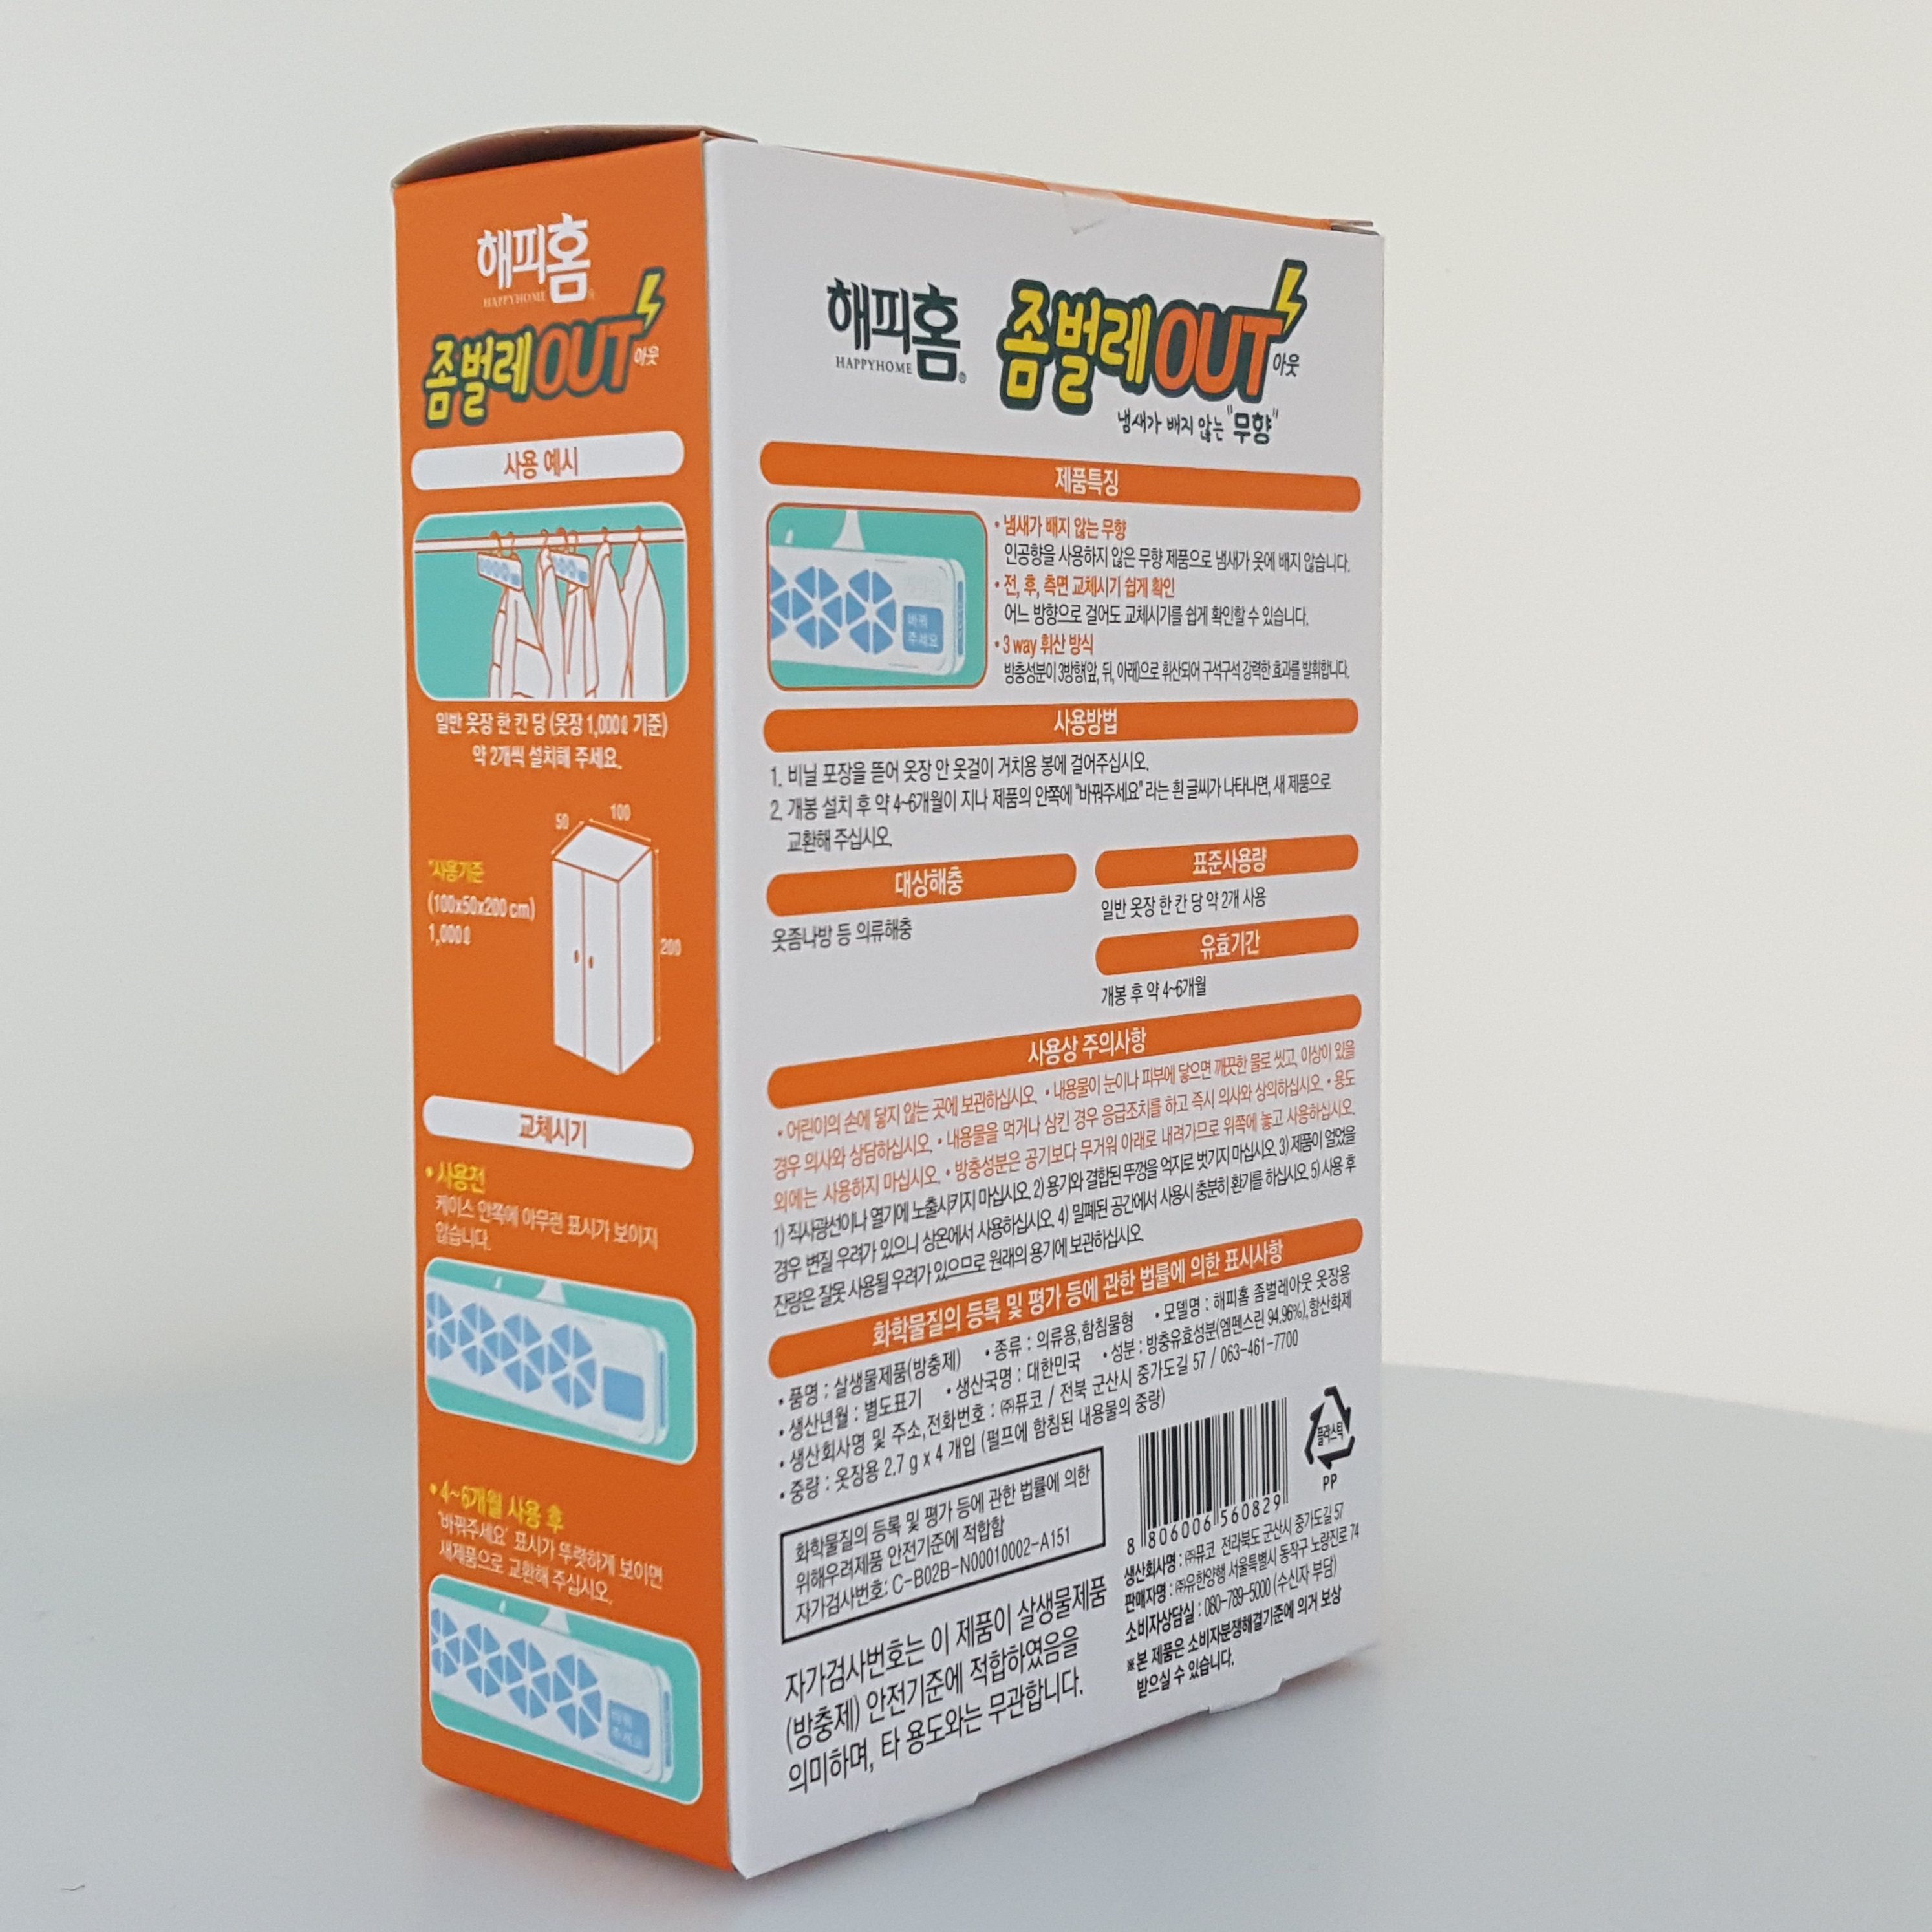 해피홈
HAPPYHOME
좀벌레OUT
아웃
사용 예시
일반 옷장 한 칸 당 (옷장 1,000ℓ 기준)
약 2개씩 설치해 주세요.
50
100
*사용기준
(100x50x200 cm)
1,000ℓ
200
교체시기
• 사용전
케이스 안쪽에 아무런 표시가 보이지
않습니다.
• 4~6개월 사용 후
'바꿔주세요' 표시가 뚜렷하게 보이면
새제품으로 교환해 주십시오.
바꿔
주세요
해피홈
HAPPYHOME
좀벌레OUT
아웃
냄새가 배지 않는 "무향"
제품특징
바꿔
주세요
• 냄새가 배지 않는 무향
인공향을 사용하지 않은 무향 제품으로 냄새가 옷에 배지 않습니다.
• 전, 후, 측면 교체시기 쉽게 확인
어느 방향으로 걸어도 교체시기를 쉽게 확인할 수 있습니다.
• 3 way 휘산 방식
방충성분이 3방향(앞, 뒤, 아래)으로 휘산되어 구석구석 강력한 효과를 발휘합니다.
사용방법
1. 비닐 포장을 뜯어 옷장 안 옷걸이 거치용 봉에 걸어주십시오.
2. 개봉 설치 후 약 4~6개월이 지나 제품의 안쪽에 "바꿔주세요" 라는 흰 글씨가 나타나면, 새 제품으로
교환해 주십시오.
대상해충
옷좀나방 등 의류해충
표준사용량
일반 옷장 한 칸 당 약 2개 사용
유효기간
개봉 후 약 4~6개월
사용상 주의사항
• 어린이의 손에 닿지 않는 곳에 보관하십시오. • 내용물이 눈이나 피부에 닿으면 깨끗한 물로 씻고, 이상이 있을
경우 의사와 상담하십시오. • 내용물을 먹거나 삼킨 경우 응급조치를 하고 즉시 의사와 상의하십시오. • 용도
외에는 사용하지 마십시오. • 방충성분은 공기보다 무거워 아래로 내려가므로 위쪽에 놓고 사용하십시오.
1) 직사광선이나 열기에 노출시키지 마십시오. 2) 용기와 결합된 뚜껑을 억지로 벗기지 마십시오. 3) 제품이 얼었을
경우 변질 우려가 있으니 상온에서 사용하십시오. 4) 밀폐된 공간에서 사용시 충분히 환기를 하십시오. 5) 사용 후
잔량은 잘못 사용될 우려가 있으므로 원래의 용기에 보관하십시오.
화학물질의 등록 및 평가 등에 관한 법률에 의한 표시사항
• 품명 : 살생물제품(방충제) • 종류 : 의류용, 함침물형 • 모델명 : 해피홈 좀벌레아웃 옷장용
• 생산년월 : 별도표기 • 생산국명 : 대한민국 • 성분 : 방충유효성분(엠펜스린 94.96%), 항산화제
• 생산회사명 및 주소, 전화번호 : ㈜퓨코 / 전북 군산시 중가도길 57 / 063-461-7700
• 중량 : 옷장용 2.7 g x 4 개입 (펄프에 함침된 내용물의 중량)
화학물질의 등록 및 평가 등에 관한 법률에 의한
위해우려제품 안전기준에 적합함
자가검사번호: C-B02B-N00010002-A151
자가검사번호는 이 제품이 살생물제품
(방충제) 안전기준에 적합하였음을
의미하며, 타 용도와는 무관합니다.
8 806006 560829
플라스틱
PP
생산회사명 : ㈜퓨코 전라북도 군산시 중가도길 57
판매자명 : ㈜유한양행 서울특별시 동작구 노량진로 74
소비자상담실 : 080-789-5000 (수신자 부담)
※본 제품은 소비자분쟁해결기준에 의거 보상
받으실 수 있습니다.